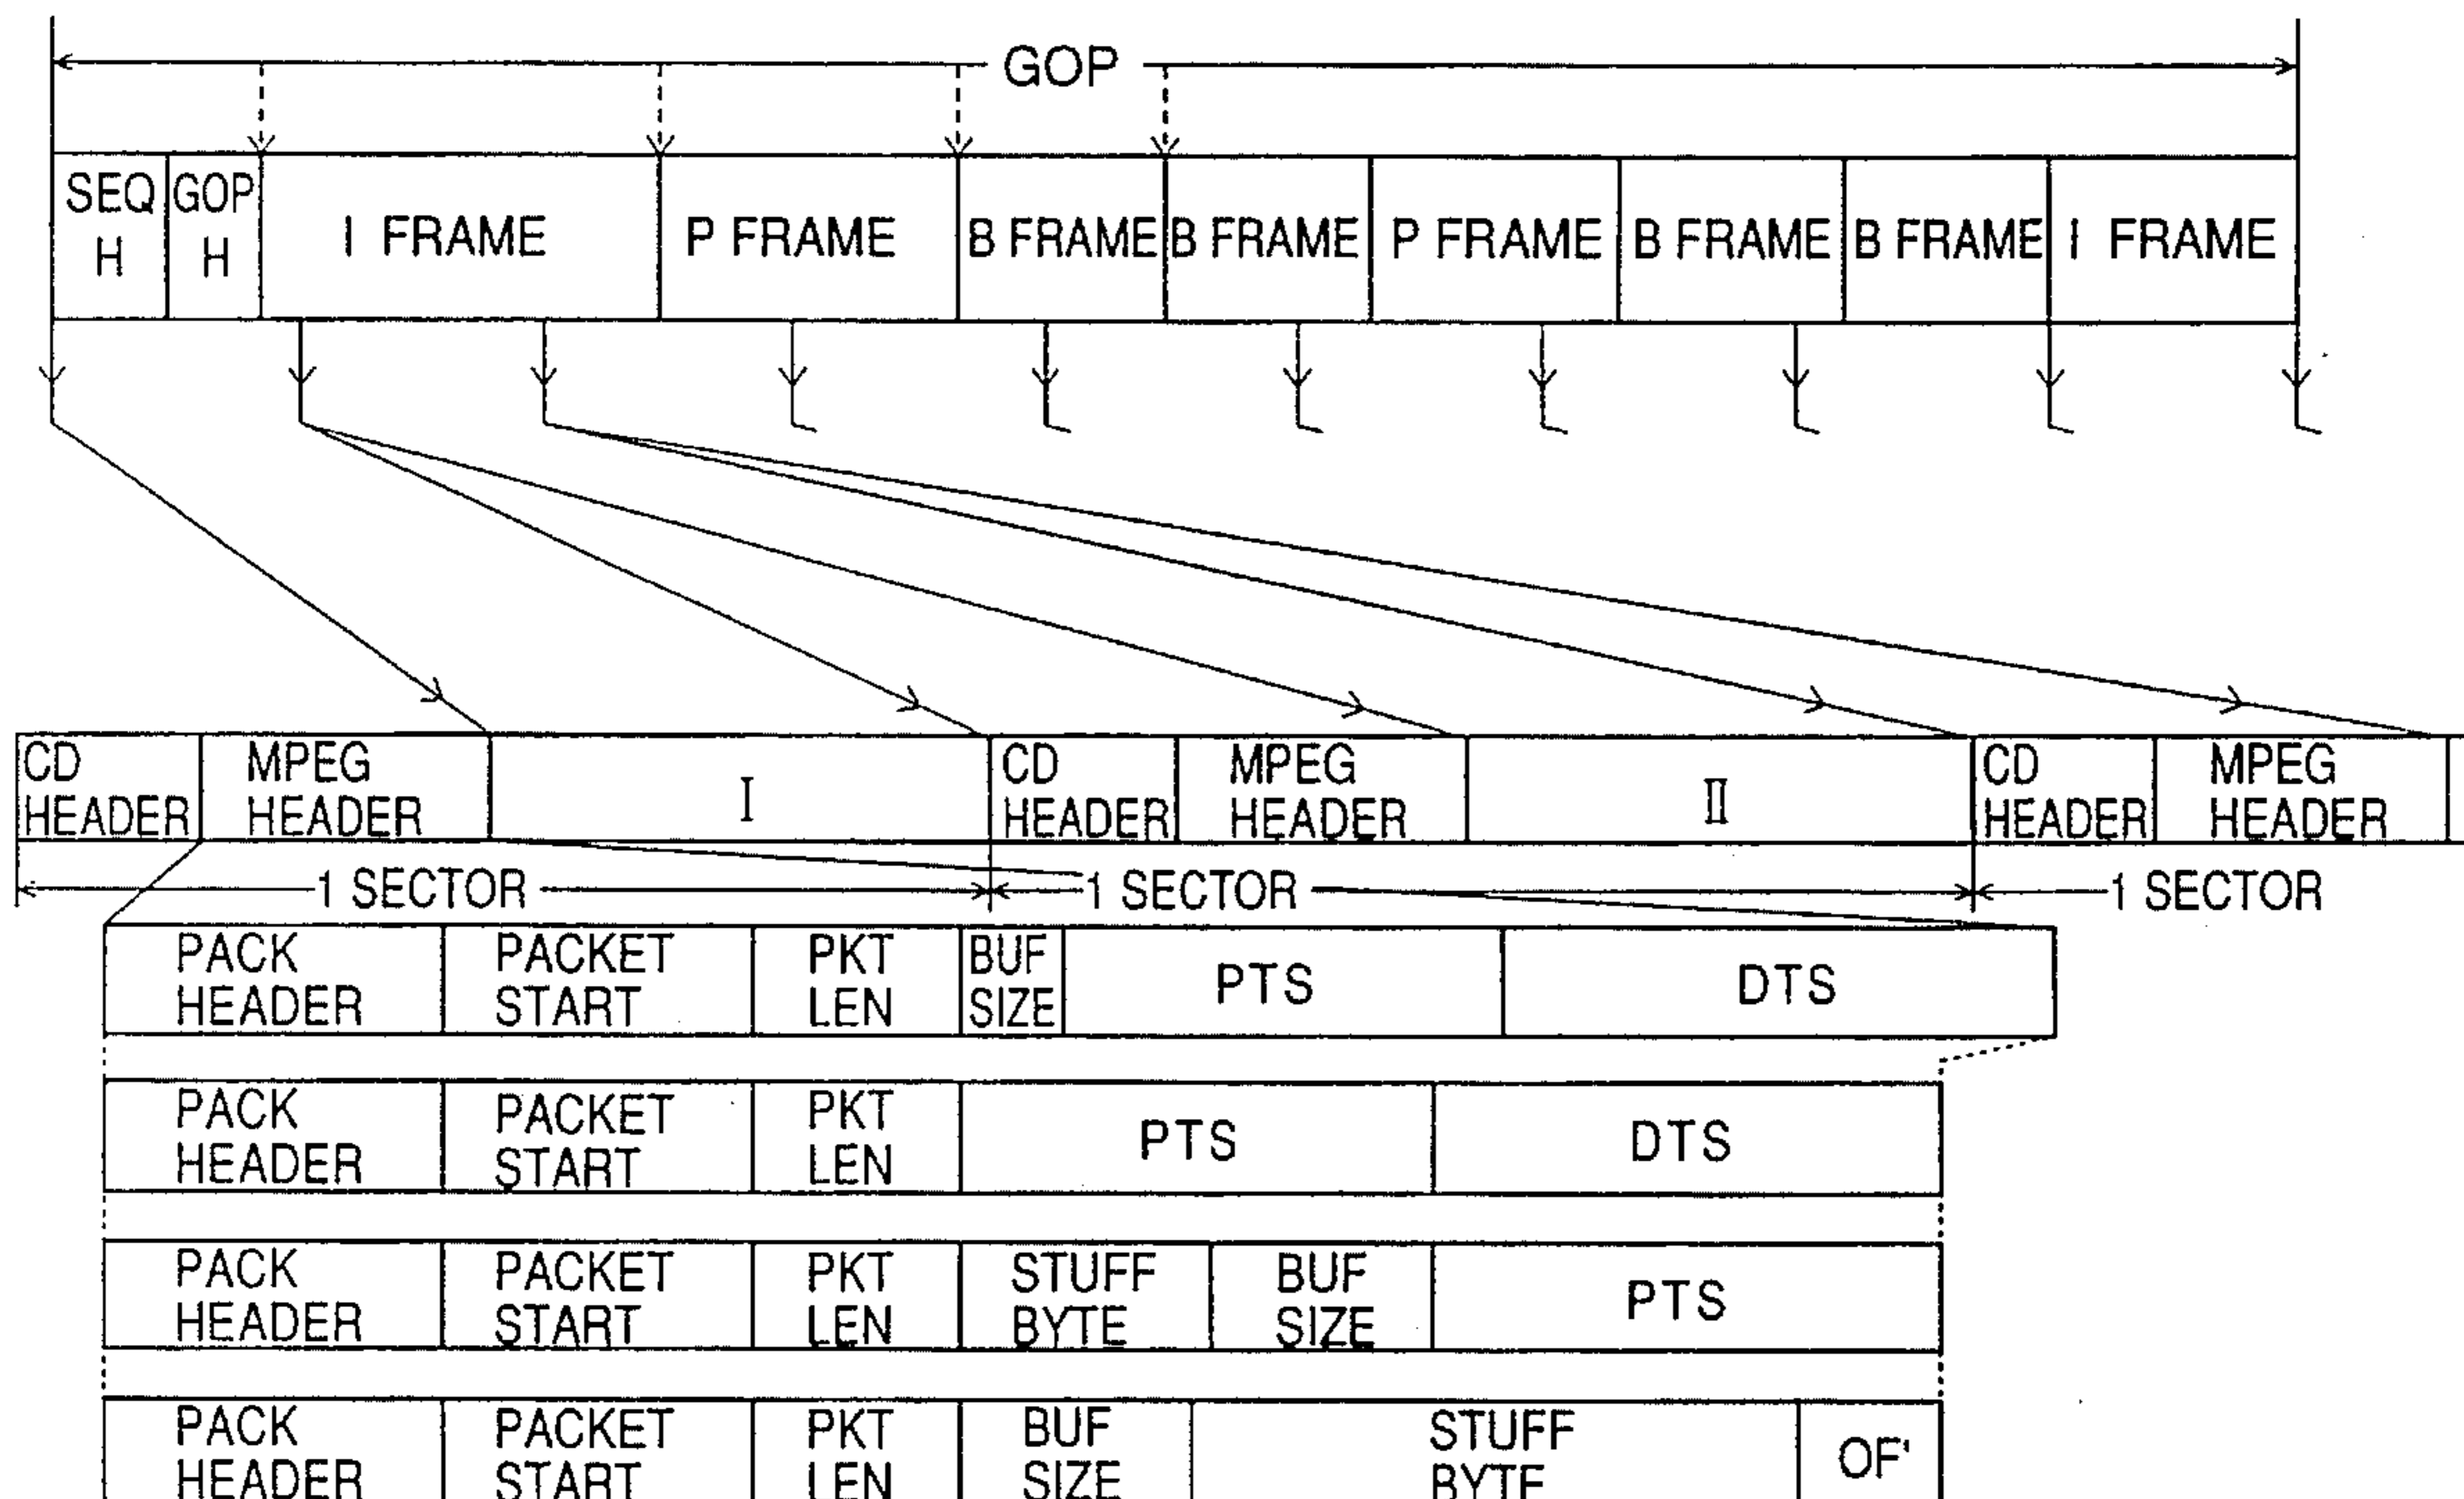 GOP
SEQ H GOP H I FRAME P FRAME B FRAME B FRAME P FRAME B FRAME B FRAME I FRAME
CD HEADER MPEG HEADER I CD HEADER MPEG HEADER II CD HEADER MPEG HEADER
1 SECTOR 1 SECTOR 1 SECTOR
PACK HEADER PACKET START PKT LEN BUF SIZE PTS DTS
PACK HEADER PACKET START PKT LEN PTS DTS
PACK HEADER PACKET START PKT LEN STUFF BYTE BUF SIZE PTS
PACK HEADER PACKET START PKT LEN BUF SIZE STUFF BYTE OF'